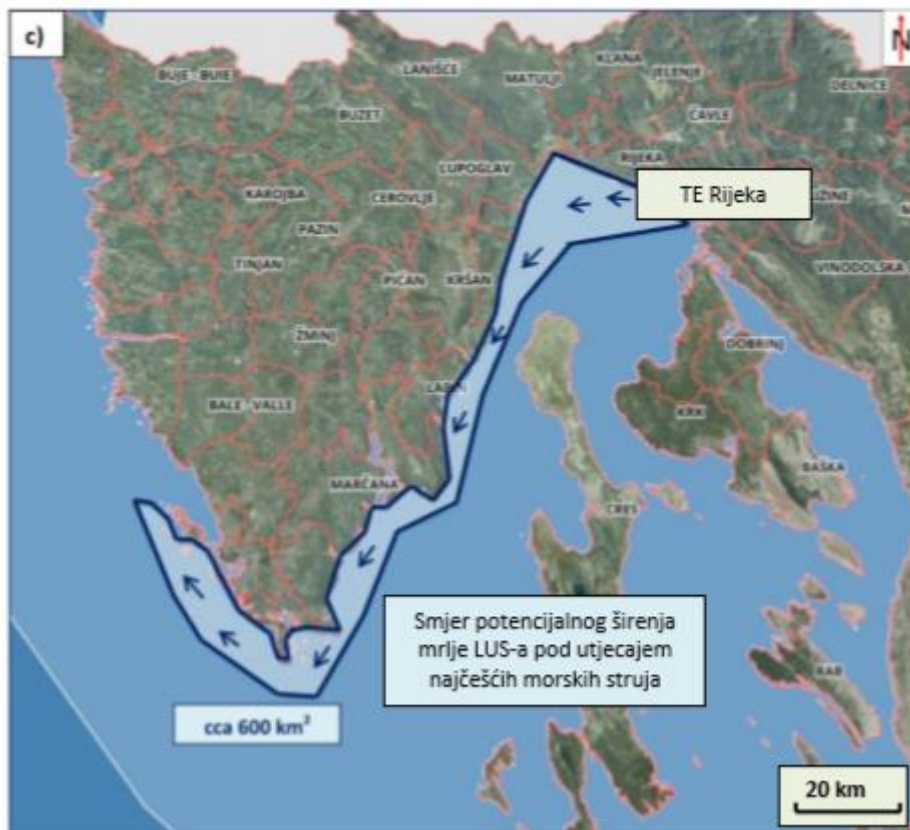 c)
N
BUJE - BUIE
LANIŠĆE
MATULJI
KLANA
JELENJE
DELNICE
BUZET
ČAVLE
LUPOGLAV
RIJEKA
KAROJBA
CEROVLJE
TE Rijeka
PAZIN
TINJAN
PIĆAN
KRŠAN
VINODOLSKA
ŽMINJ
DOBRINJ
BALE - VALLE
KRK
MARČANA
BAŠKA
CRES
Smjer potencijalnog širenja
mrlje LUS-a pod utjecajem
najčešćih morskih struja
RAB
cca 600 km²
20 km